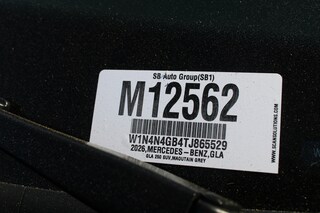 SB Auto Group(SB1)
M12562
W1N4N4GB4TJ865529
2026,MERCEDES-BENZ,GLA
GLA 250 SUV,MAOUTAIN GREY
WWW.SCANSOLUTIONS.COM